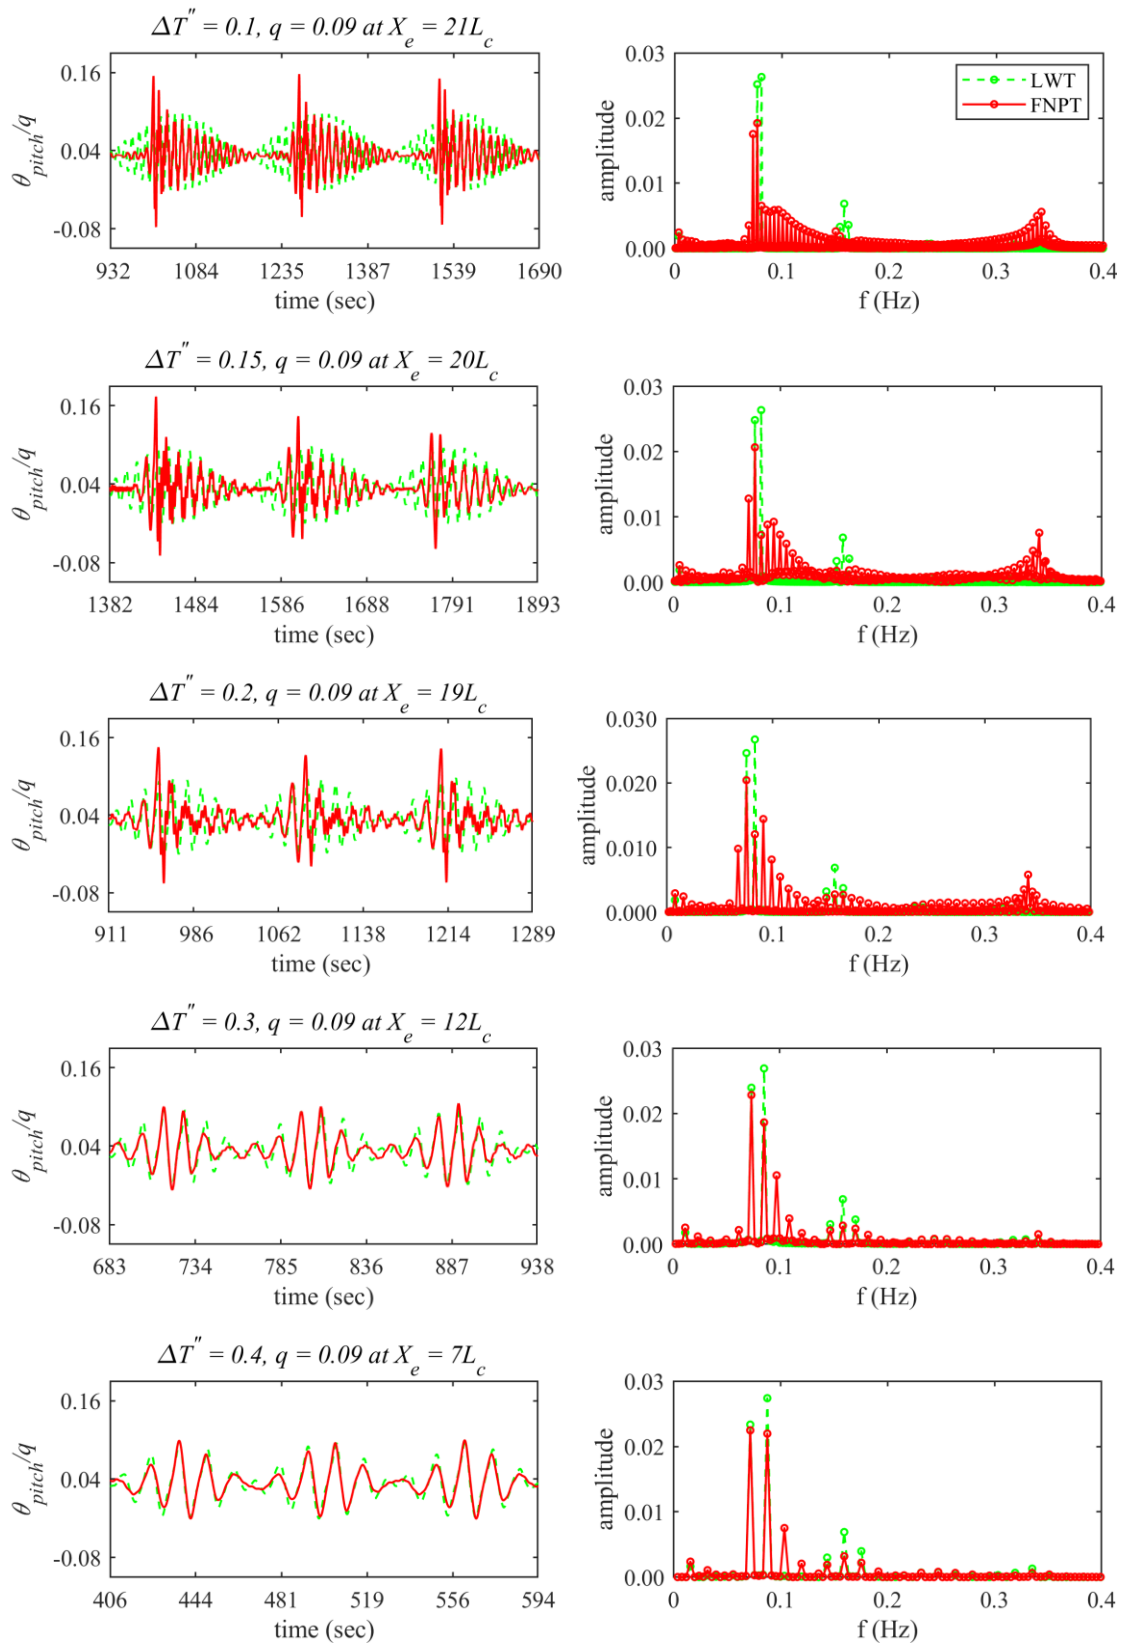 ΔT″ = 0.1, q = 0.09 at X_e = 21L_c
θ_pitch/q
0.16
0.04
-0.08
932 1084 1235 1387 1539 1690
time (sec)
amplitude
0.03
0.02
0.01
0.00
0 0.1 0.2 0.3 0.4
f (Hz)
LWT
FNPT
ΔT″ = 0.15, q = 0.09 at X_e = 20L_c
θ_pitch/q
0.16
0.04
-0.08
1382 1484 1586 1688 1791 1893
time (sec)
amplitude
0.03
0.02
0.01
0.00
0 0.1 0.2 0.3 0.4
f (Hz)
ΔT″ = 0.2, q = 0.09 at X_e = 19L_c
θ_pitch/q
0.16
0.04
-0.08
911 986 1062 1138 1214 1289
time (sec)
amplitude
0.030
0.020
0.010
0.000
0 0.1 0.2 0.3 0.4
f (Hz)
ΔT″ = 0.3, q = 0.09 at X_e = 12L_c
θ_pitch/q
0.16
0.04
-0.08
683 734 785 836 887 938
time (sec)
amplitude
0.03
0.02
0.01
0.00
0 0.1 0.2 0.3 0.4
f (Hz)
ΔT″ = 0.4, q = 0.09 at X_e = 7L_c
θ_pitch/q
0.16
0.04
-0.08
406 444 481 519 556 594
time (sec)
amplitude
0.03
0.02
0.01
0.00
0 0.1 0.2 0.3 0.4
f (Hz)